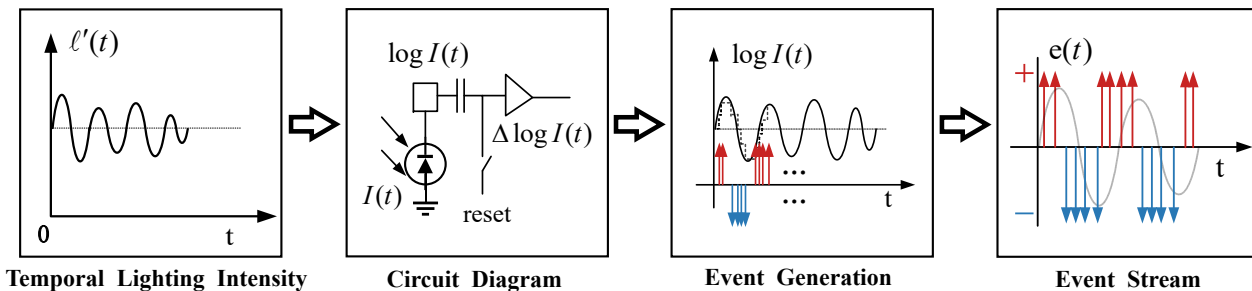 ℓ′(t)
0
t
Temporal Lighting Intensity
log I(t)
Δ log I(t)
I(t)
reset
Circuit Diagram
log I(t)
...
...
t
Event Generation
+
e(t)
t
−
Event Stream